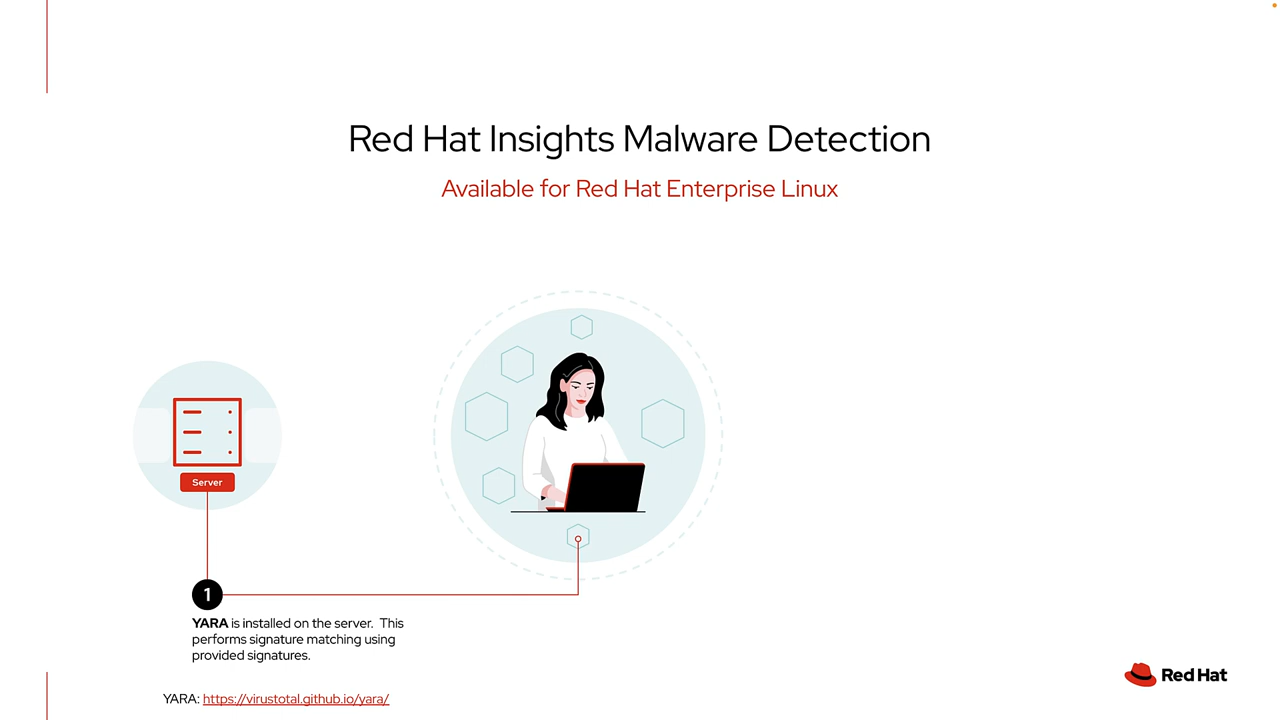 Red Hat Insights Malware Detection
Available for Red Hat Enterprise Linux
Server
1
YARA is installed on the server. This
performs signature matching using
provided signatures.
YARA: https://virustotal.github.io/yara/
Red Hat